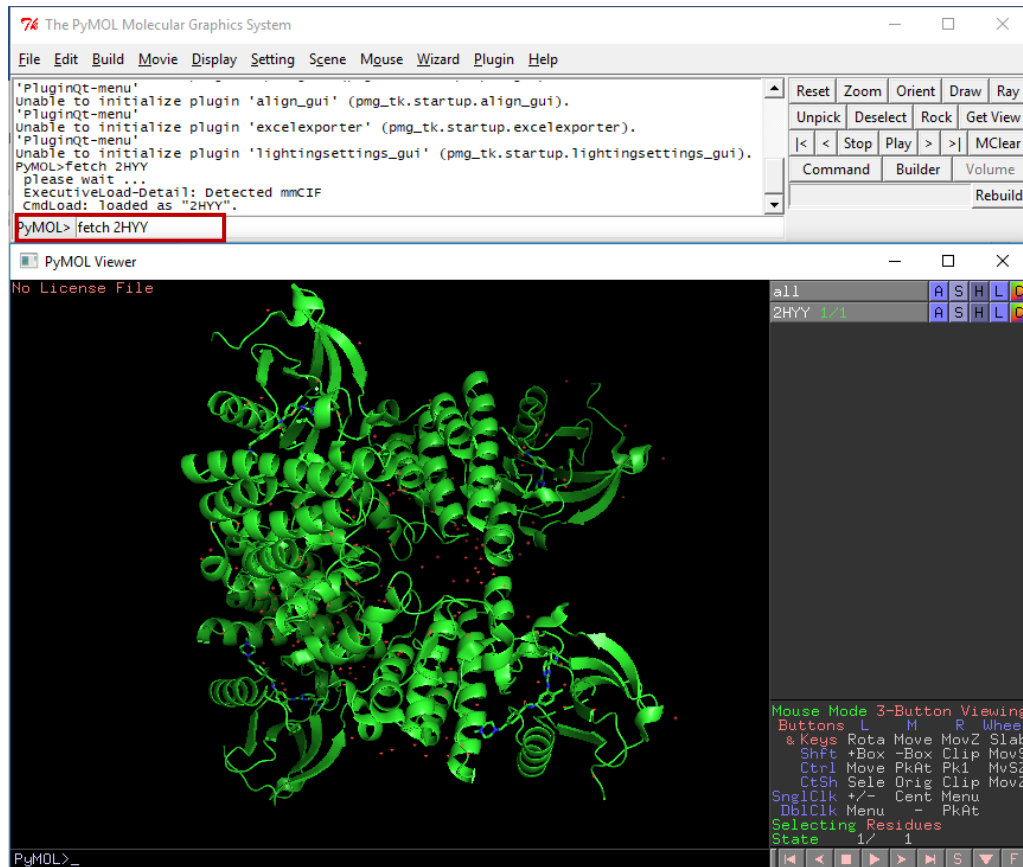 The PyMOL Molecular Graphics System
File Edit Build Movie Display Setting Scene Mouse Wizard Plugin Help
'PluginQt-menu'
Unable to initialize plugin 'align_gui' (pmg_tk.startup.align_gui).
'PluginQt-menu'
Unable to initialize plugin 'excelexporter' (pmg_tk.startup.excelexporter).
'PluginQt-menu'
Unable to initialize plugin 'lightingsettings_gui' (pmg_tk.startup.lightingsettings_gui).
PyMOL>fetch 2HYY
please wait ...
ExecutiveLoad-Detail: Detected mmCIF
CmdLoad: loaded as "2HYY".
PyMOL> fetch 2HYY
Reset Zoom Orient Draw Ray
Unpick Deselect Rock Get View
|< < Stop Play > >| MClear
Command Builder Volume
Rebuild
PyMOL Viewer
No License File
all A S H L C
2HYY 1/1 A S H L C
Mouse Mode 3-Button Viewing
Buttons L M R Whee
& Keys Rota Move MovZ Slab
Shft +Box -Box Clip MovS
Ctrl Move PkAt Pk1 MvSZ
CtSh Sele Orig Clip MovZ
SnglClk +/- Cent Menu
DblClk Menu - PkAt
Selecting Residues
State 1/ 1
PyMOL>_
S F